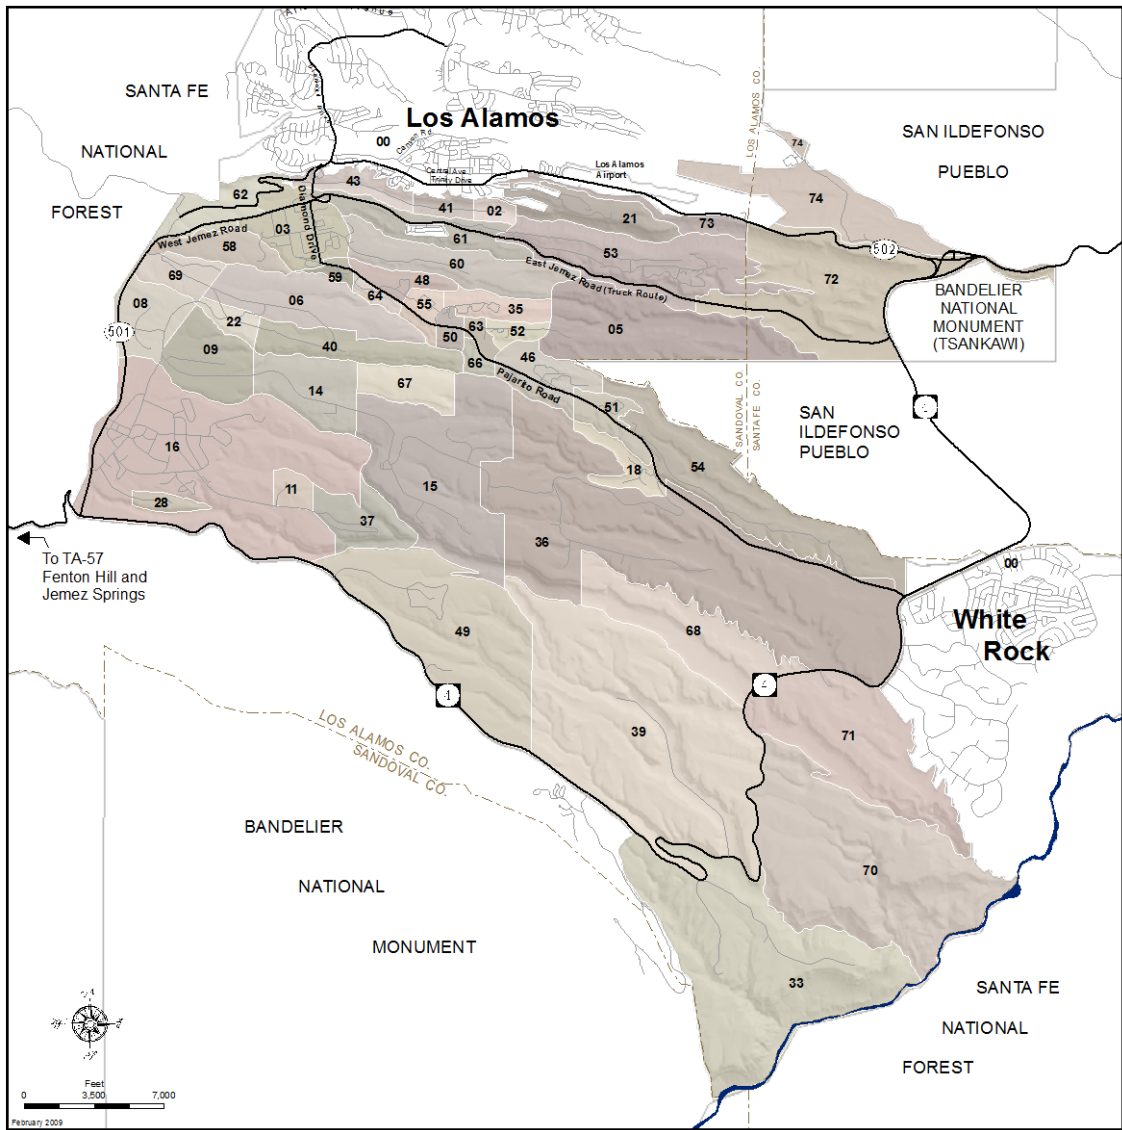 SANTA FE
NATIONAL
FOREST
Los Alamos
00
Canyon Rd
Central Ave
Trinity Drive
Los Alamos
Airport
LOS ALAMOS CO.
SANTA FE CO.
SAN ILDEFONSO
PUEBLO
74
74
62
43
41
02
21
73
03
Diamond Drive
West Jemez Road
58
61
53
502
72
BANDELIER
NATIONAL
MONUMENT
(TSANKAWI)
East Jemez Road (Truck Route)
69
59
60
48
64
55
35
08
06
501
22
63
52
05
09
40
50
46
66
14
67
Pajarito Road
51
SANDOVAL CO.
SANTA FE CO.
SAN
ILDEFONSO
PUEBLO
4
16
18
54
11
15
28
37
36
To TA-57
Fenton Hill and
Jemez Springs
00
White
Rock
49
68
4
4
39
71
LOS ALAMOS CO.
SANDOVAL CO.
BANDELIER
NATIONAL
MONUMENT
70
33
SANTA FE
NATIONAL
FOREST
Feet
0 3,500 7,000
February 2009